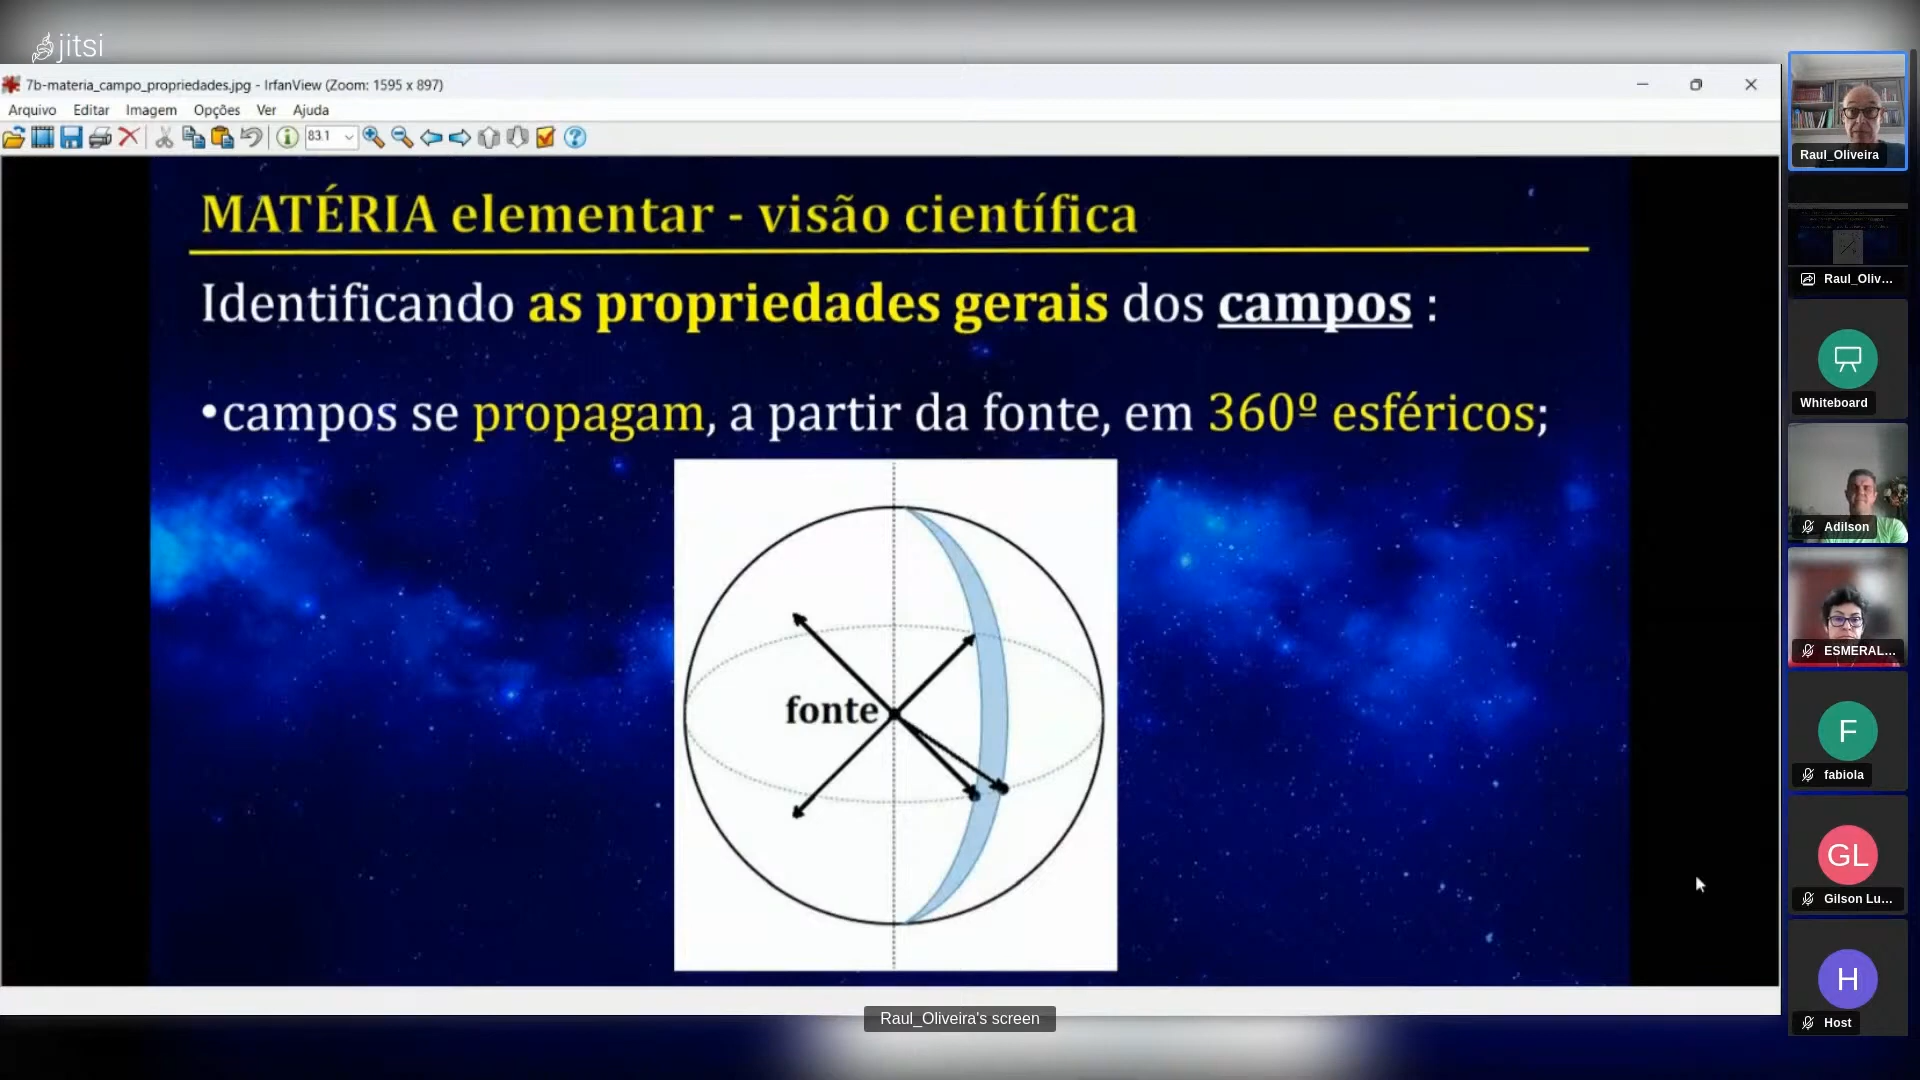 jitsi
7b-materia_campo_propriedades.jpg - IrfanView (Zoom: 1595 x 897)
Arquivo Editar Imagem Opções Ver Ajuda
83.1
MATÉRIA elementar - visão científica
Identificando as propriedades gerais dos campos :
•campos se propagam, a partir da fonte, em 360º esféricos;
fonte
Raul_Oliveira's screen
Raul_Oliveira
Raul_Oliv...
Whiteboard
Adilson
ESMERAL...
F
fabiola
GL
Gilson Lu...
H
Host